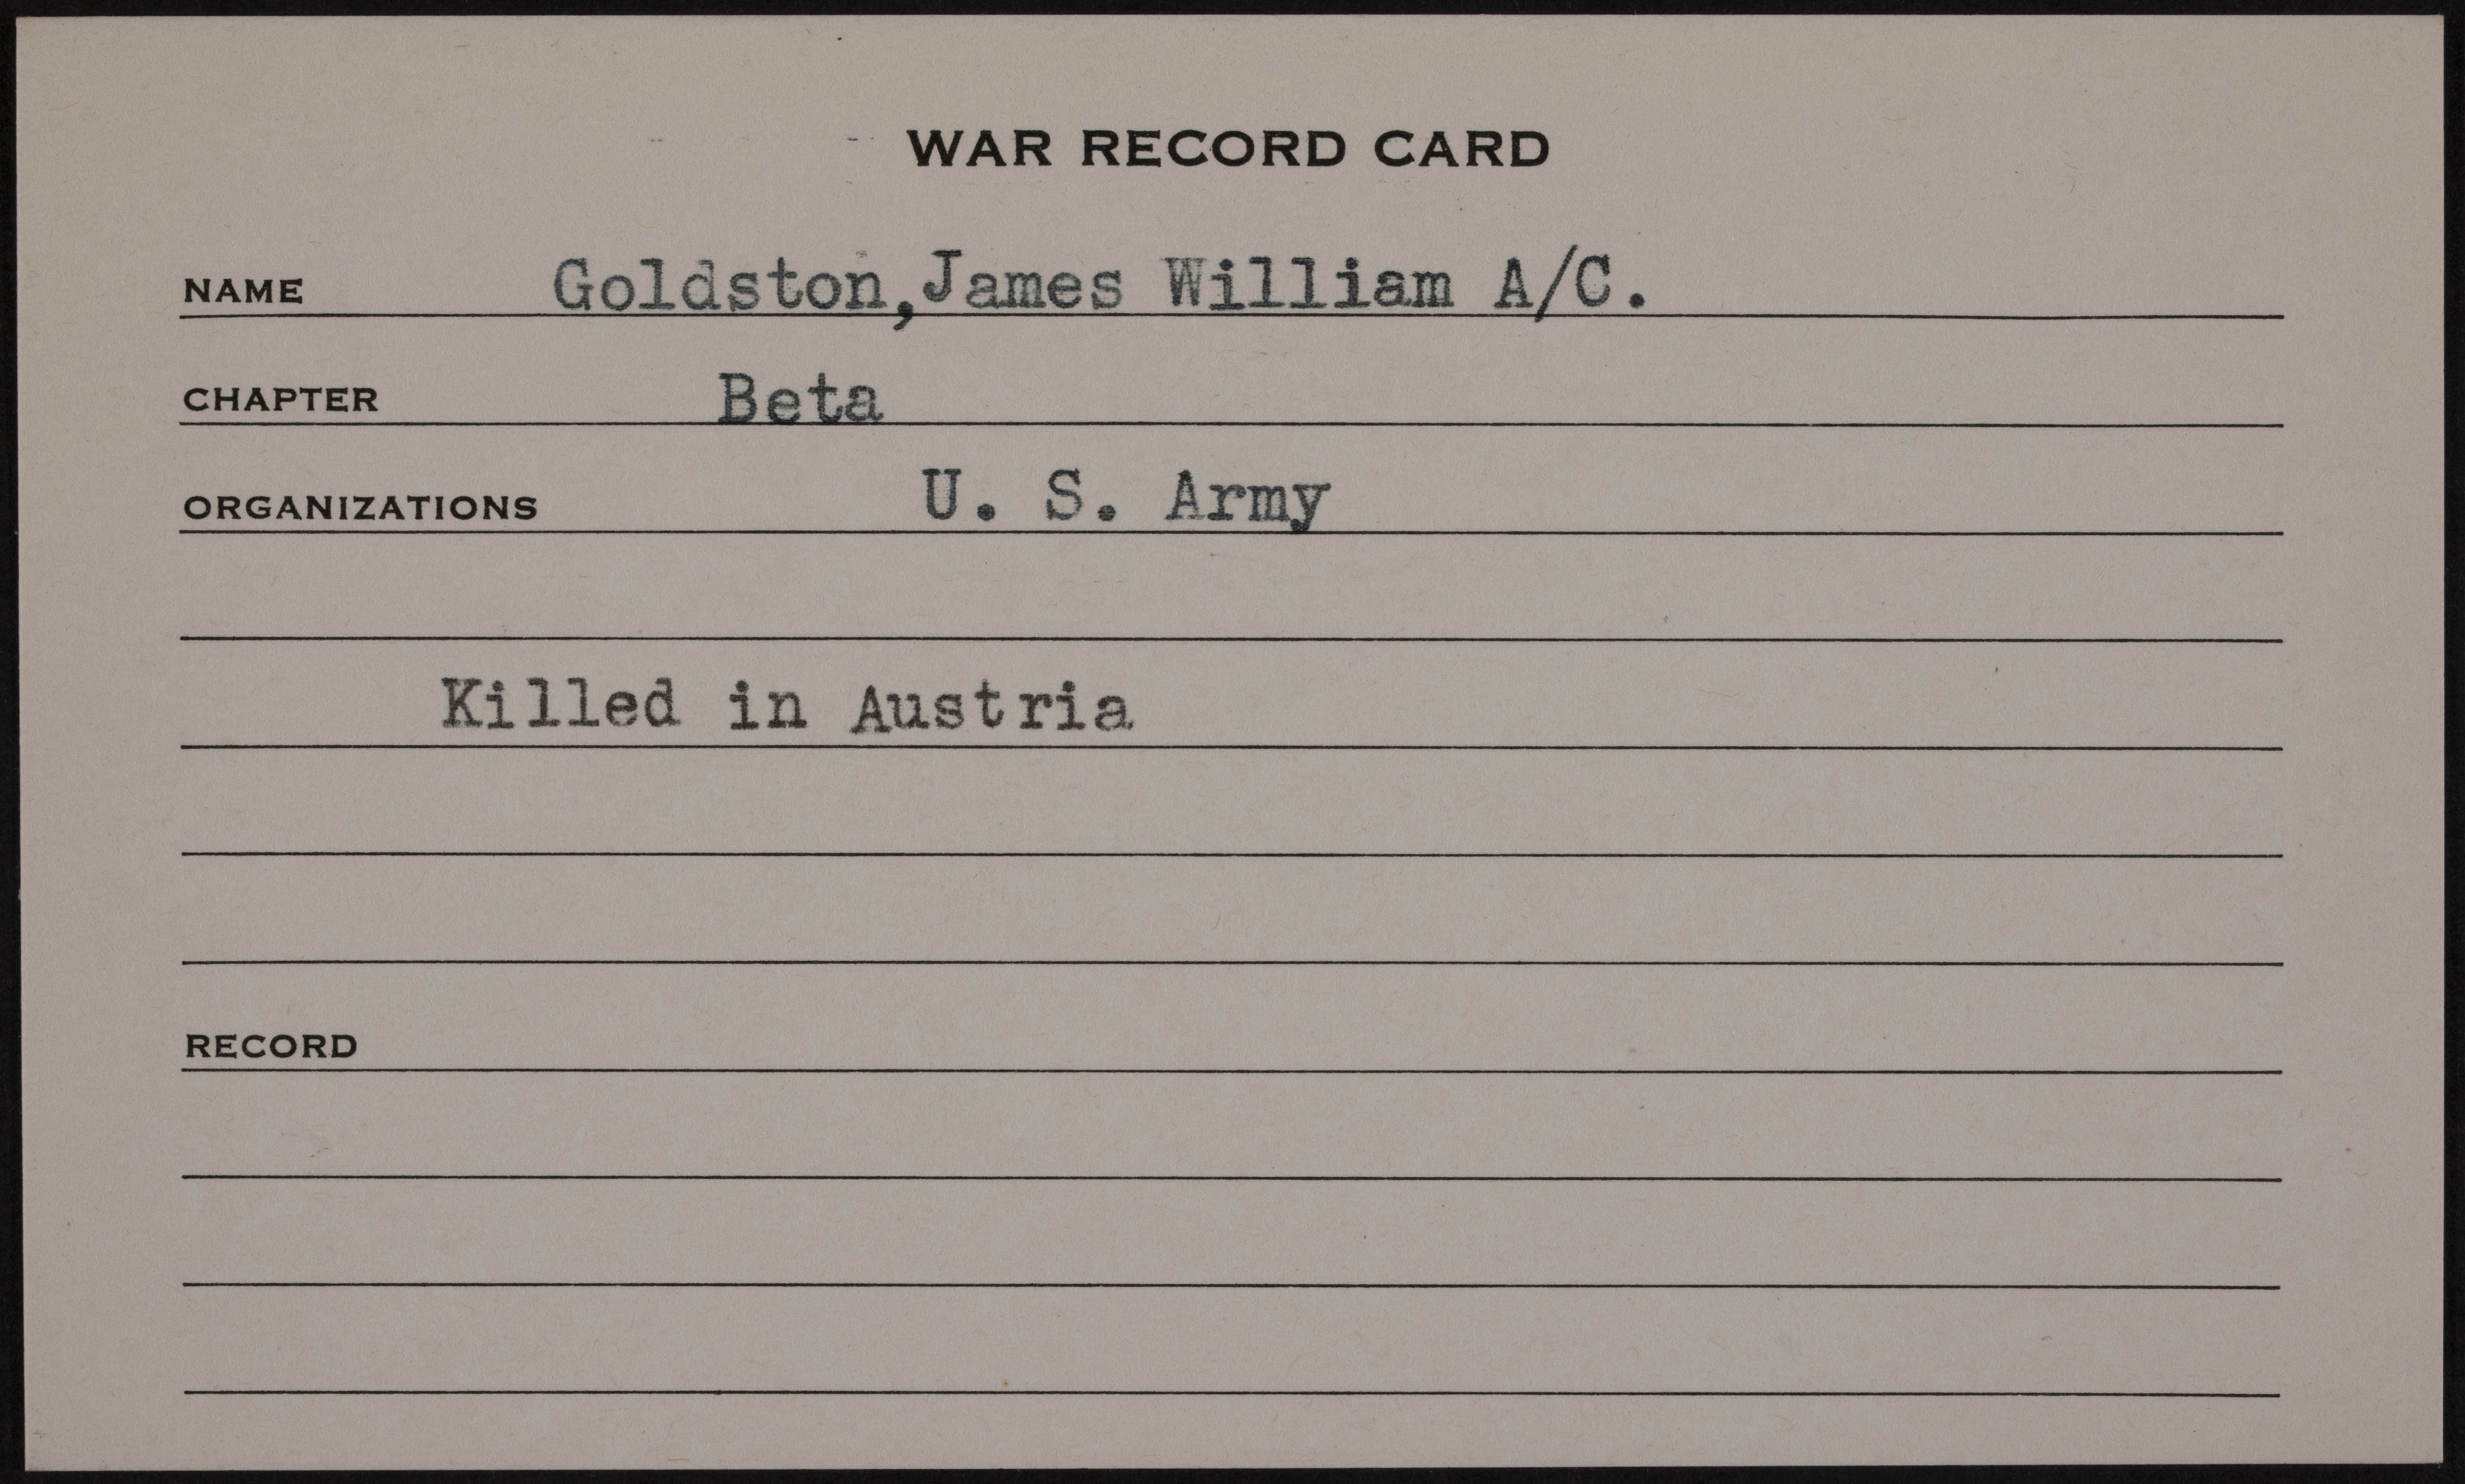 WAR RECORD CARD
NAME Goldston,James William A/C.
CHAPTER Beta
ORGANIZATIONS U. S. Army
Killed in Austria
RECORD